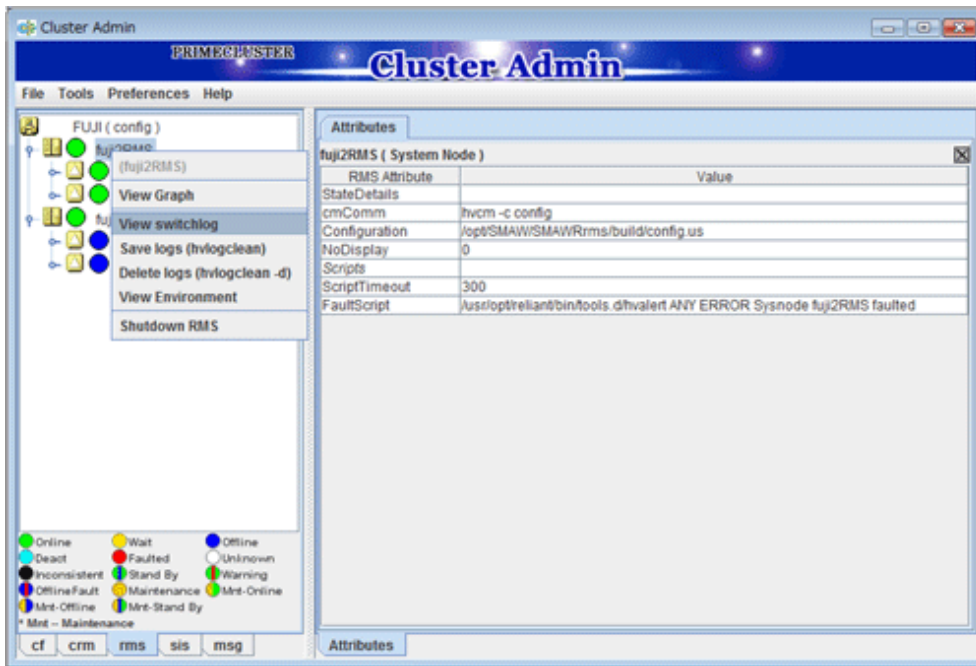 Cluster Admin
PRIMECLUSTER
Cluster Admin
File Tools Preferences Help
FUJI ( config )
fuji2RMS
(fuji2RMS)
View Graph
View switchlog
Save logs (hvlogclean)
Delete logs (hvlogclean -d)
View Environment
Shutdown RMS
Attributes
fuji2RMS ( System Node )
RMS Attribute Value
StateDetails
cmComm hvcm -c config
Configuration /opt/SMAW/SMAWRrms/build/config.us
NoDisplay 0
Scripts
ScriptTimeout 300
FaultScript /usr/opt/reliant/bin/tools.d/hvalert ANY ERROR Sysnode fuji2RMS faulted
Online Wait Offline
Deact Faulted Unknown
Inconsistent Stand By Warning
OfflineFault Maintenance Mnt-Online
Mnt-Offline Mnt-Stand By
* Mnt -- Maintenance
cf crm rms sis msg
Attributes